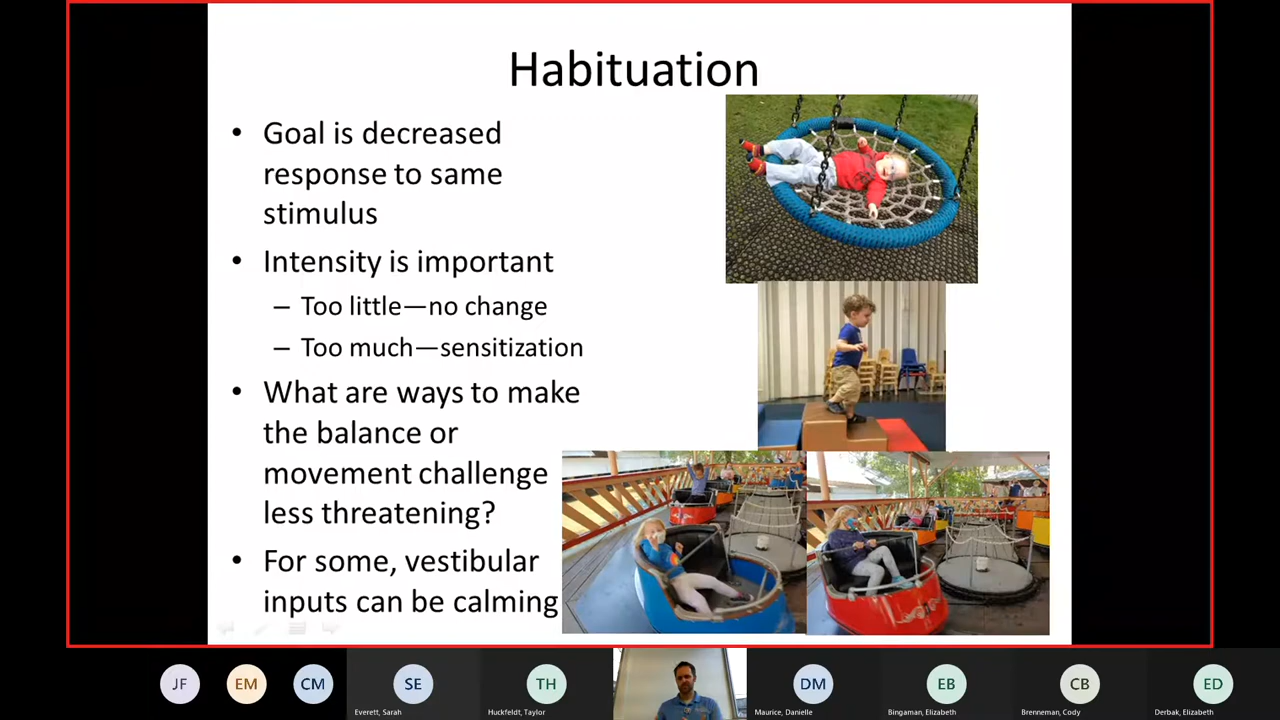 Habituation
• Goal is decreased
response to same
stimulus
• Intensity is important
– Too little—no change
– Too much—sensitization
• What are ways to make
the balance or
movement challenge
less threatening?
• For some, vestibular
inputs can be calming
JF
EM
CM
SE
TH
DM
EB
CB
ED
Everett, Sarah
Huckfeldt, Taylor
Maurice, Danielle
Bingaman, Elizabeth
Brenneman, Cody
Derbak, Elizabeth